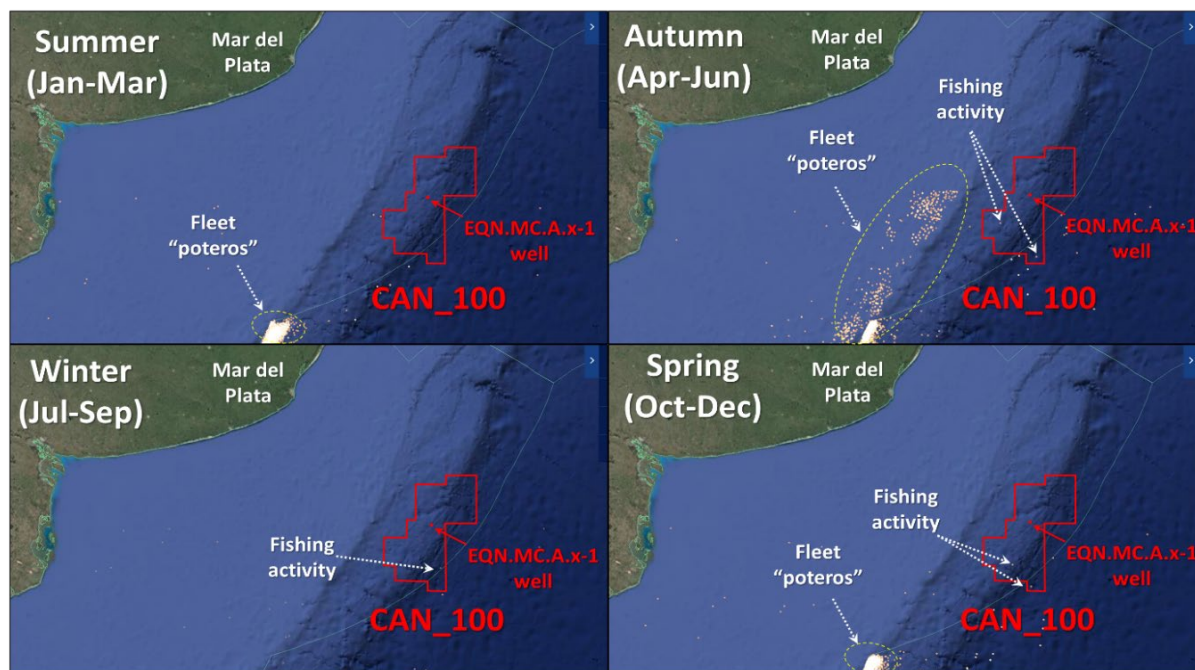 Summer
(Jan-Mar)
Mar del
Plata
Fleet
“poteros”
EQN.MC.A.x-1
well
CAN_100
Autumn
(Apr-Jun)
Mar del
Plata
Fishing
activity
Fleet
“poteros”
EQN.MC.A.x-1
well
CAN_100
Winter
(Jul-Sep)
Mar del
Plata
Fishing
activity
EQN.MC.A.x-1
well
CAN_100
Spring
(Oct-Dec)
Mar del
Plata
Fishing
activity
Fleet
“poteros”
EQN.MC.A.x-1
well
CAN_100